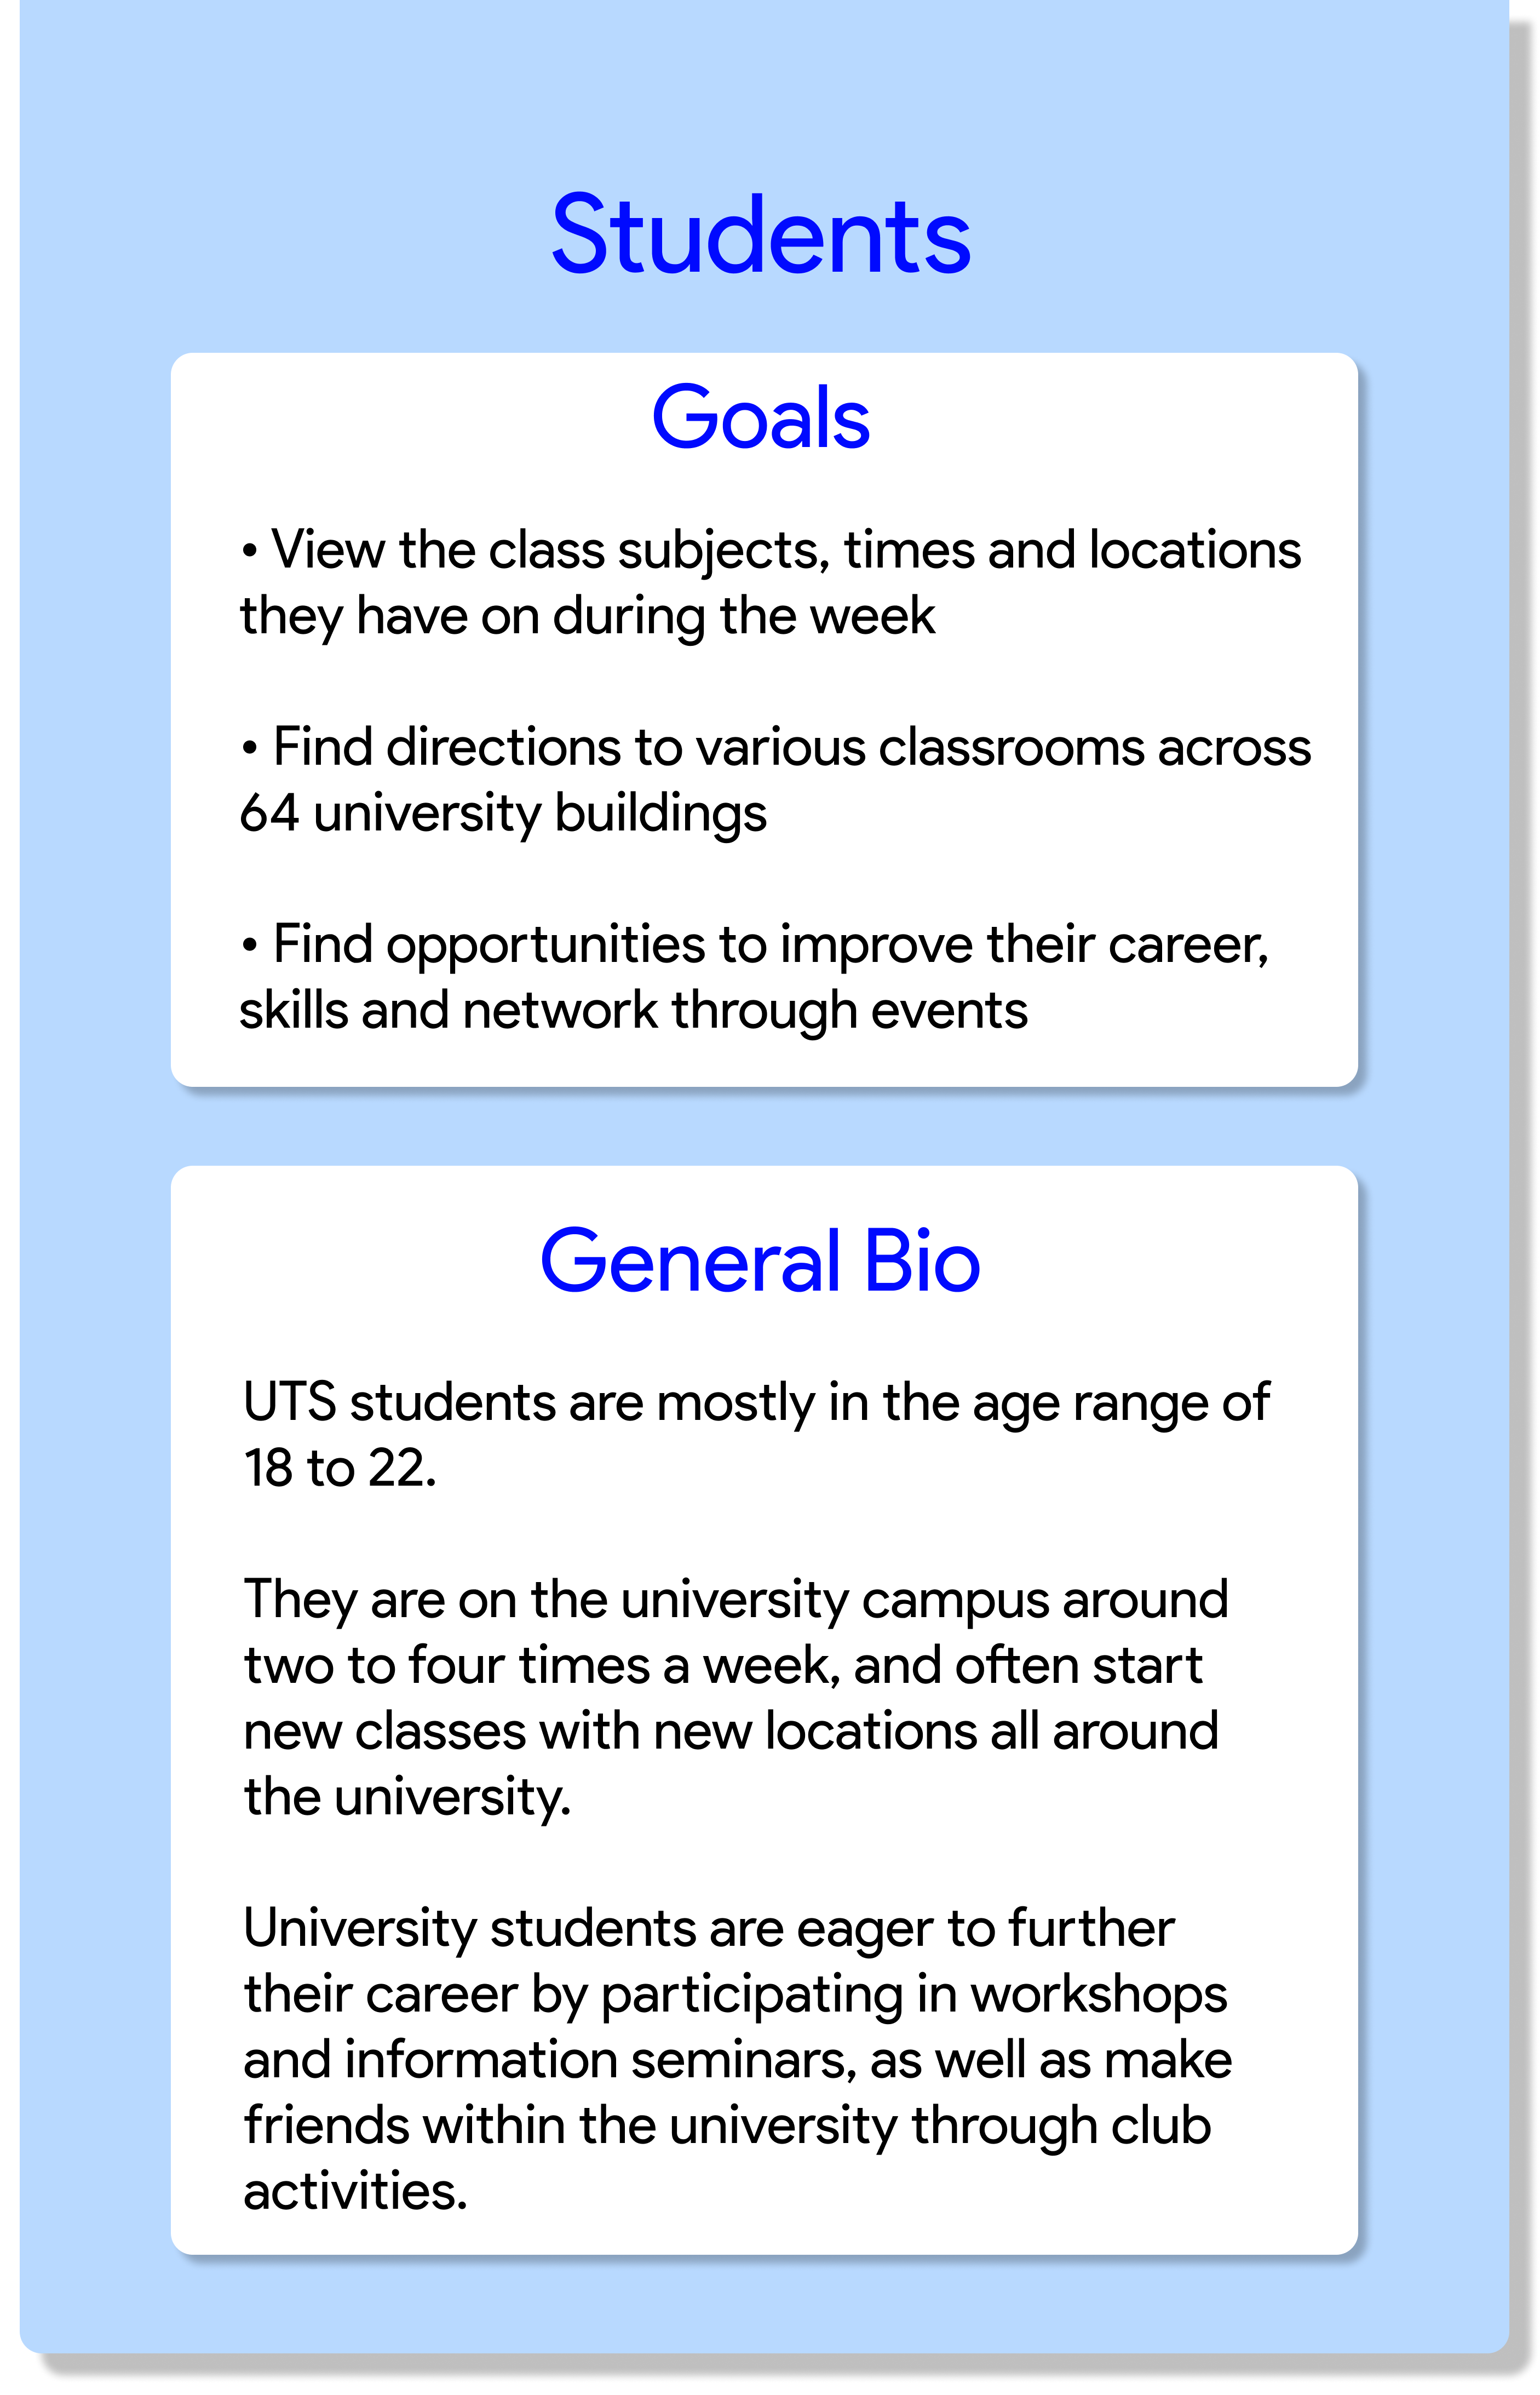 Students
Goals
• View the class subjects, times and locations
they have on during the week
• Find directions to various classrooms across
64 university buildings
• Find opportunities to improve their career,
skills and network through events
General Bio
UTS students are mostly in the age range of
18 to 22.
They are on the university campus around
two to four times a week, and often start
new classes with new locations all around
the university.
University students are eager to further
their career by participating in workshops
and information seminars, as well as make
friends within the university through club
activities.